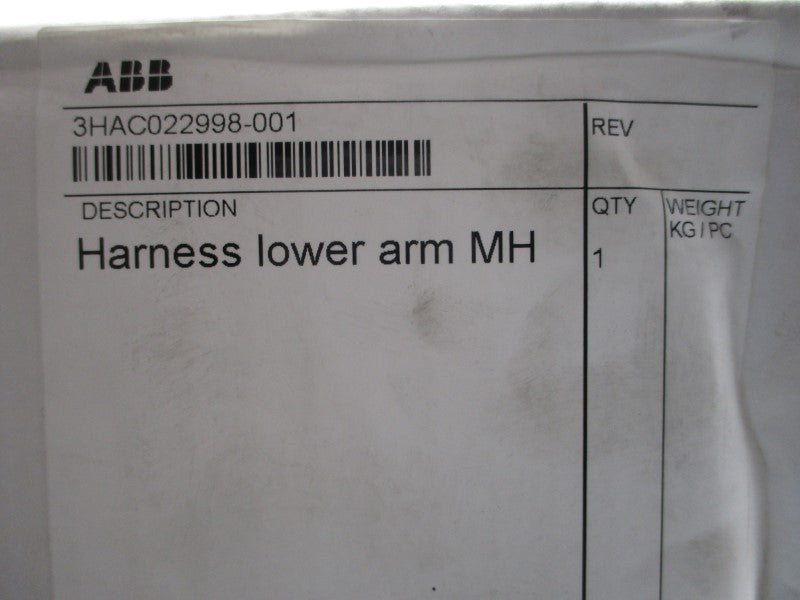 ABB
3HAC022998-001
REV
DESCRIPTION
Harness lower arm MH
QTY
1
WEIGHT
KG / PC